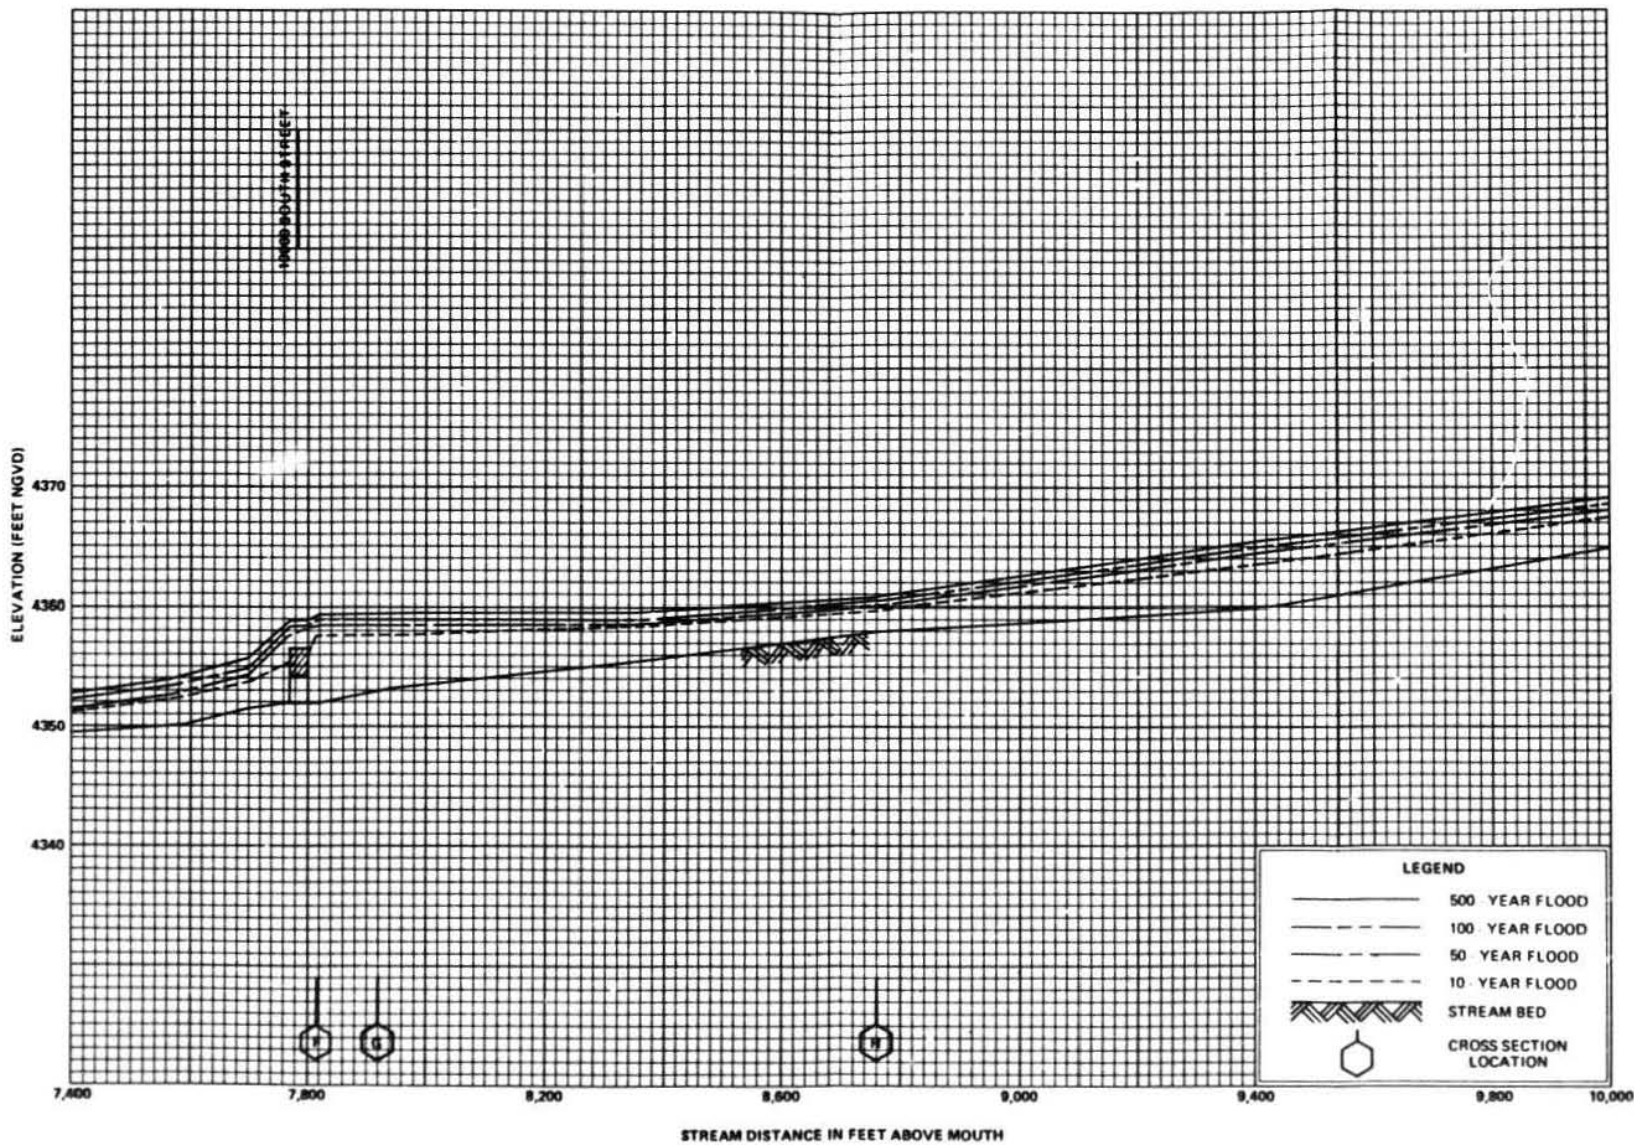 SOUTH STREET
ELEVATION (FEET NGVD)
4370
4360
4350
4340
LEGEND
500 - YEAR FLOOD
100 - YEAR FLOOD
50 - YEAR FLOOD
10 - YEAR FLOOD
STREAM BED
CROSS SECTION
LOCATION
F
G
H
7,400
7,800
8,200
8,600
9,000
9,400
9,800
10,000
STREAM DISTANCE IN FEET ABOVE MOUTH